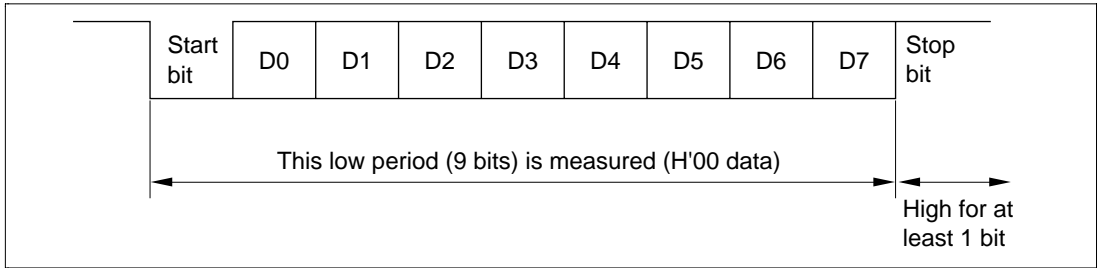 Start
bit
D0
D1
D2
D3
D4
D5
D6
D7
Stop
bit
This low period (9 bits) is measured (H'00 data)
High for at
least 1 bit